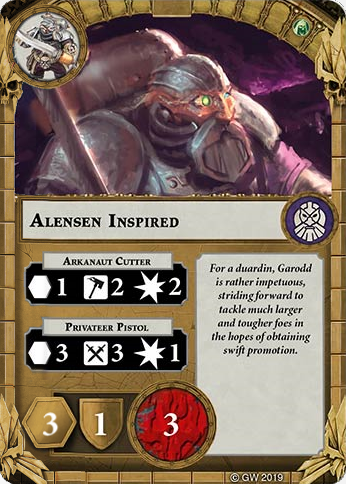 ALENSEN INSPIRED
ARKANAUT CUTTER
1 2 2
PRIVATEER PISTOL
3 3 1
For a duardin, Garodd
is rather impetuous,
striding forward to
tackle much larger
and tougher foes in
the hopes of obtaining
swift promotion.
3 1 3
© GW 2019